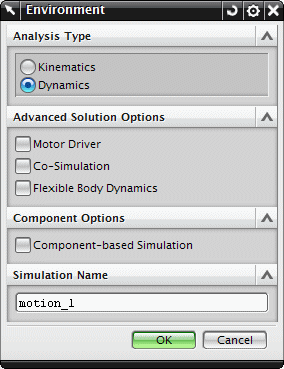 Environment
Analysis Type
Kinematics
Dynamics
Advanced Solution Options
Motor Driver
Co-Simulation
Flexible Body Dynamics
Component Options
Component-based Simulation
Simulation Name
motion_1
OK Cancel